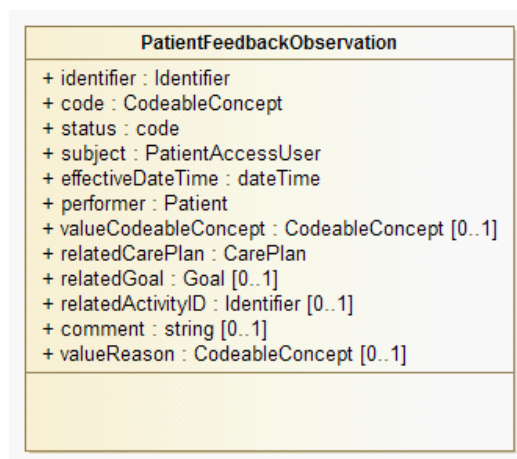 PatientFeedbackObservation
+ identifier : Identifier
+ code : CodeableConcept
+ status : code
+ subject : PatientAccessUser
+ effectiveDateTime : dateTime
+ performer : Patient
+ valueCodeableConcept : CodeableConcept [0..1]
+ relatedCarePlan : CarePlan
+ relatedGoal : Goal [0..1]
+ relatedActivityID : Identifier [0..1]
+ comment : string [0..1]
+ valueReason : CodeableConcept [0..1]